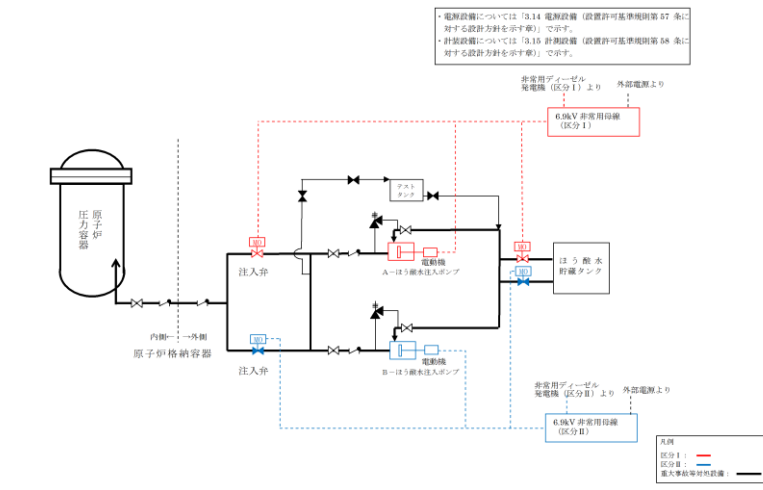 ・電源設備については「3.14 電源設備（設置許可基準規則第 57 条に
対する設計方針を示す章）」で示す。
・計装設備については「3.15 計測設備（設置許可基準規則第 58 条に
対する設計方針を示す章）」で示す。
非常用ディーゼル
発電機（区分Ⅰ）より
外部電源より
6.9kV 非常用母線
（区分Ⅰ）
テスト
タンク
原子炉
圧力容器
MO
MO
注入弁
電動機
A－ほう酸水注入ポンプ
ほう酸水
貯蔵タンク
MO
内側←
→外側
原子炉格納容器
MO
注入弁
電動機
B－ほう酸水注入ポンプ
非常用ディーゼル
発電機（区分Ⅱ）より
外部電源より
6.9kV 非常用母線
（区分Ⅱ）
凡例
区分Ⅰ：
区分Ⅱ：
重大事故等対処設備：